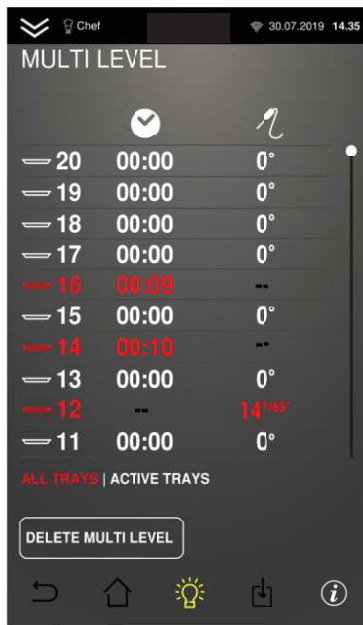 Chef 30.07.2019 14.35
MULTI LEVEL
20 00:00 0°
19 00:00 0°
18 00:00 0°
17 00:00 0°
16 00:09 --
15 00:00 0°
14 00:10 --
13 00:00 0°
12 -- 14°/65°
11 00:00 0°
ALL TRAYS | ACTIVE TRAYS
DELETE MULTI LEVEL
i